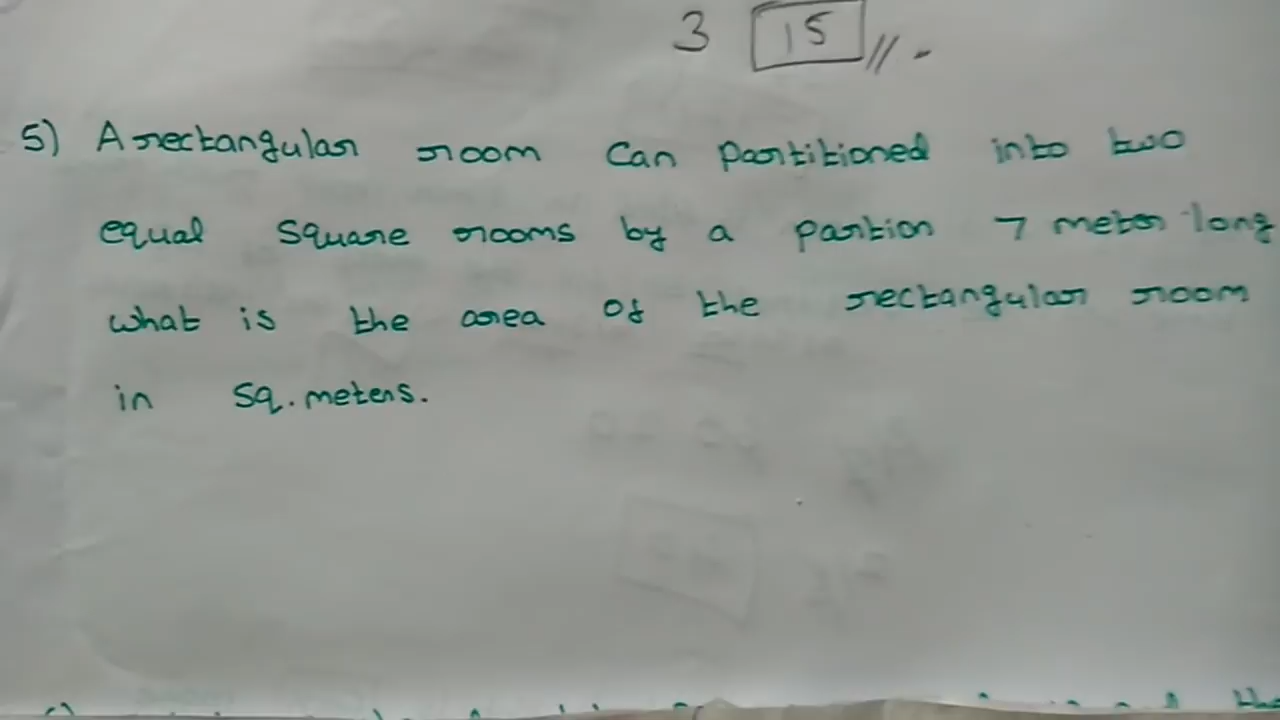 3 15 //.
5) A rectangular room can partitioned into two
equal square rooms by a partion 7 meter long
what is the area of the rectangular room
in sq. meters.